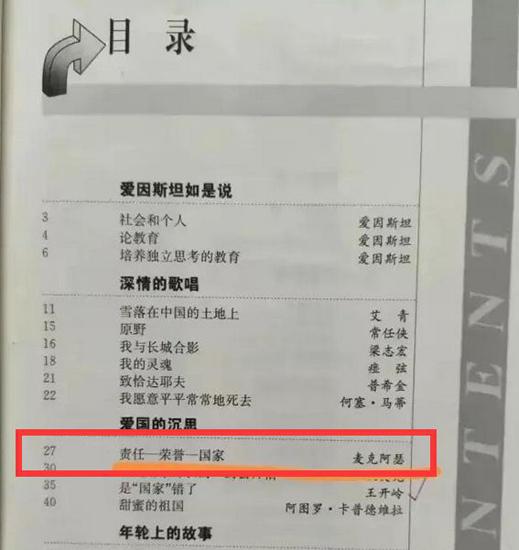 目 录
CONTENTS
爱因斯坦如是说
3 社会和个人 爱因斯坦
4 论教育 爱因斯坦
6 培养独立思考的教育 爱因斯坦
深情的歌唱
11 雪落在中国的土地上 艾 青
15 原野 常任侠
16 我与长城合影 梁志宏
18 我的灵魂 痖 弦
21 致恰达耶夫 普希金
22 我愿意平平常常地死去 何塞·马蒂
爱国的沉思
27 责任—荣誉—国家 麦克阿瑟
30
35 是“国家”错了 王开岭
40 甜蜜的祖国 阿图罗·卡普德维拉
年轮上的故事